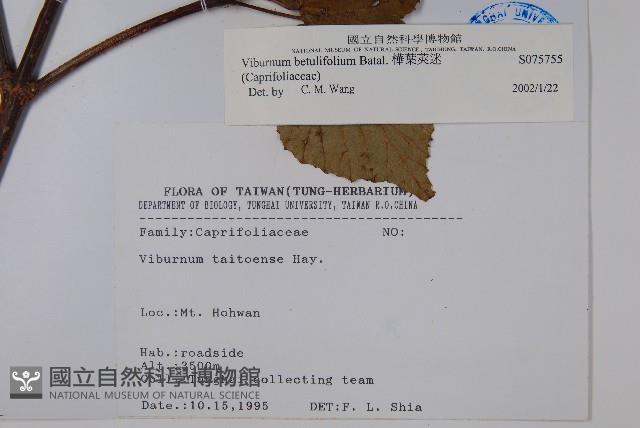 國立自然科學博物館
NATIONAL MUSEUM OF NATURAL SCIENCE, TAICHUNG, TAIWAN, R.O.CHINA
Viburnum betulifolium Batal. 樺葉莢迷 S075755
(Caprifoliaceae)
Det. by C. M. Wang 2002/1/22
FLORA OF TAIWAN(TUNG-HERBARIUM)
DEPARTMENT OF BIOLOGY, TUNGHAI UNIVERSITY, TAIWAN R.O.CHINA
Family:Caprifoliaceae NO:
Viburnum taitoense Hay.
Loc.:Mt. Hohwan
Hab.:roadside
Alt.:3500m
collecting team
Date.:10.15,1995 DET:F. L. Shia
國立自然科學博物館
NATIONAL MUSEUM OF NATURAL SCIENCE